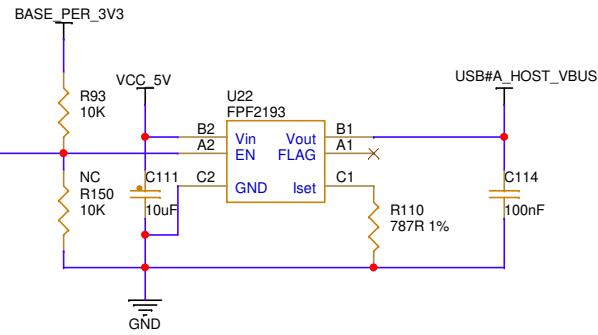 BASE_PER_3V3
VCC_5V
USB#A_HOST_VBUS
R93
10K
U22
FPF2193
B2
Vin
Vout
B1
A2
EN
FLAG
A1
NC
R150
10K
C111
10uF
C2
GND
Iset
C1
C114
100nF
R110
787R 1%
GND